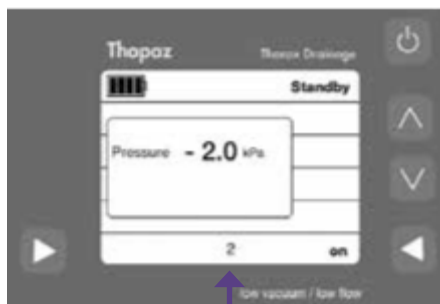 Thopaz Thopaz Drainage
Standby
Pressure - 2.0 kPa
2 on
low vacuum / low flow